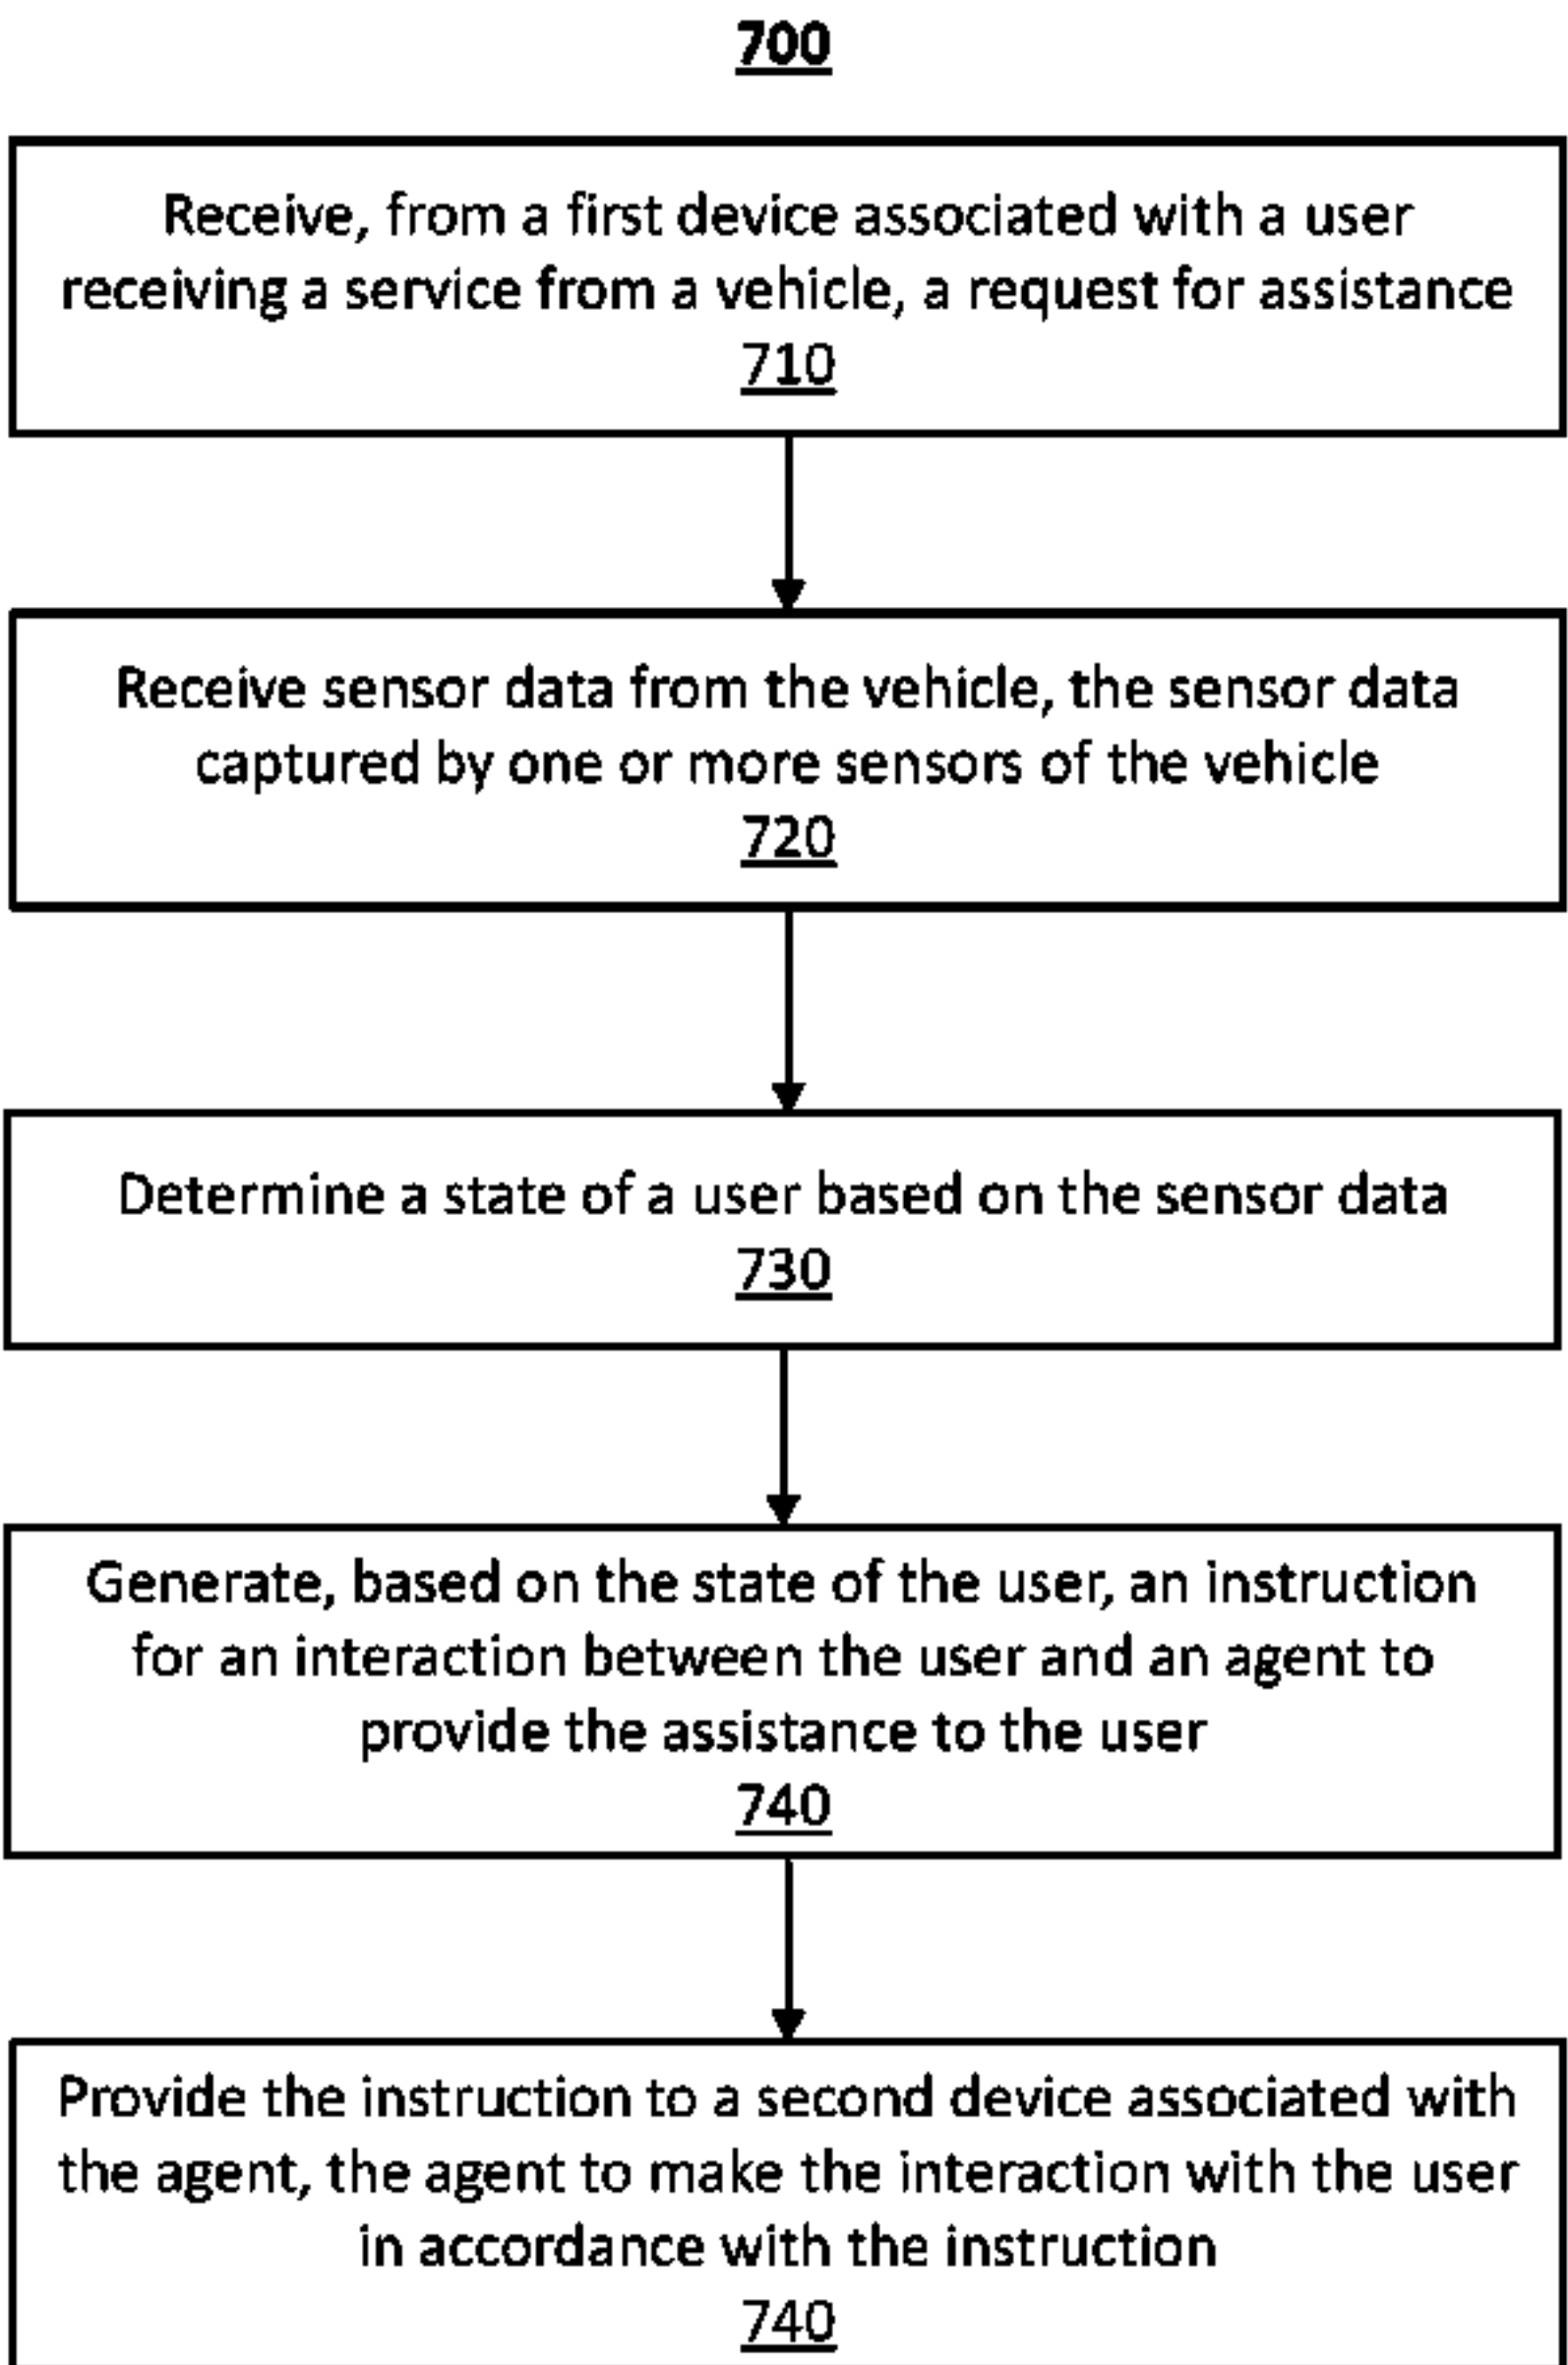 700
Receive, from a first device associated with a user
receiving a service from a vehicle, a request for assistance
710
Receive sensor data from the vehicle, the sensor data
captured by one or more sensors of the vehicle
720
Determine a state of a user based on the sensor data
730
Generate, based on the state of the user, an instruction
for an interaction between the user and an agent to
provide the assistance to the user
740
Provide the instruction to a second device associated with
the agent, the agent to make the interaction with the user
in accordance with the instruction
740